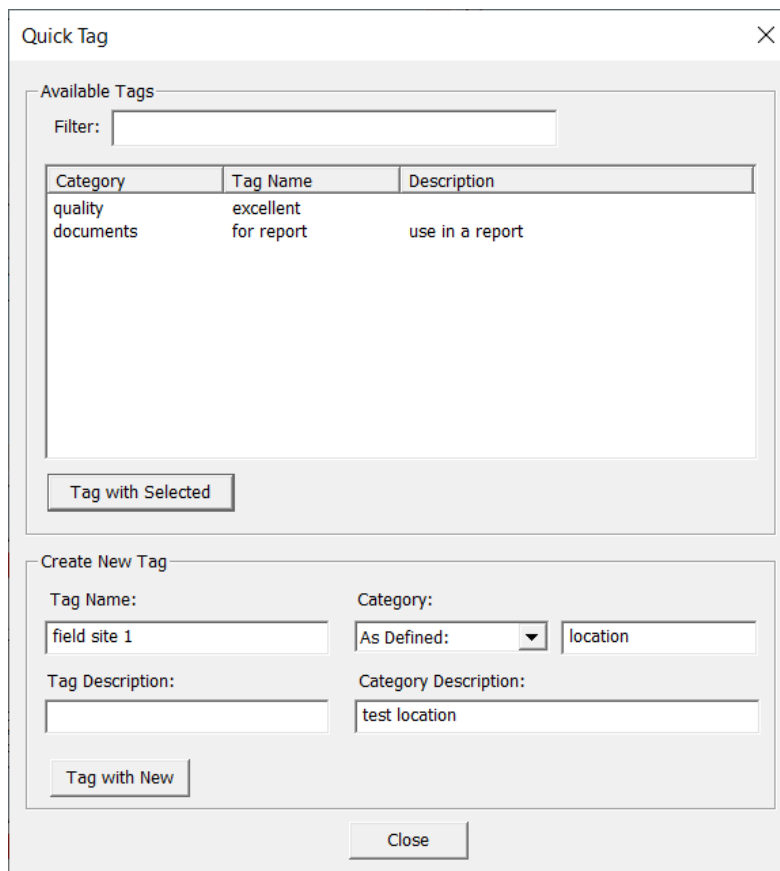 Quick Tag
Available Tags
Filter:
Category Tag Name Description
quality excellent
documents for report use in a report
Tag with Selected
Create New Tag
Tag Name: Category:
field site 1 As Defined: location
Tag Description: Category Description:
test location
Tag with New
Close